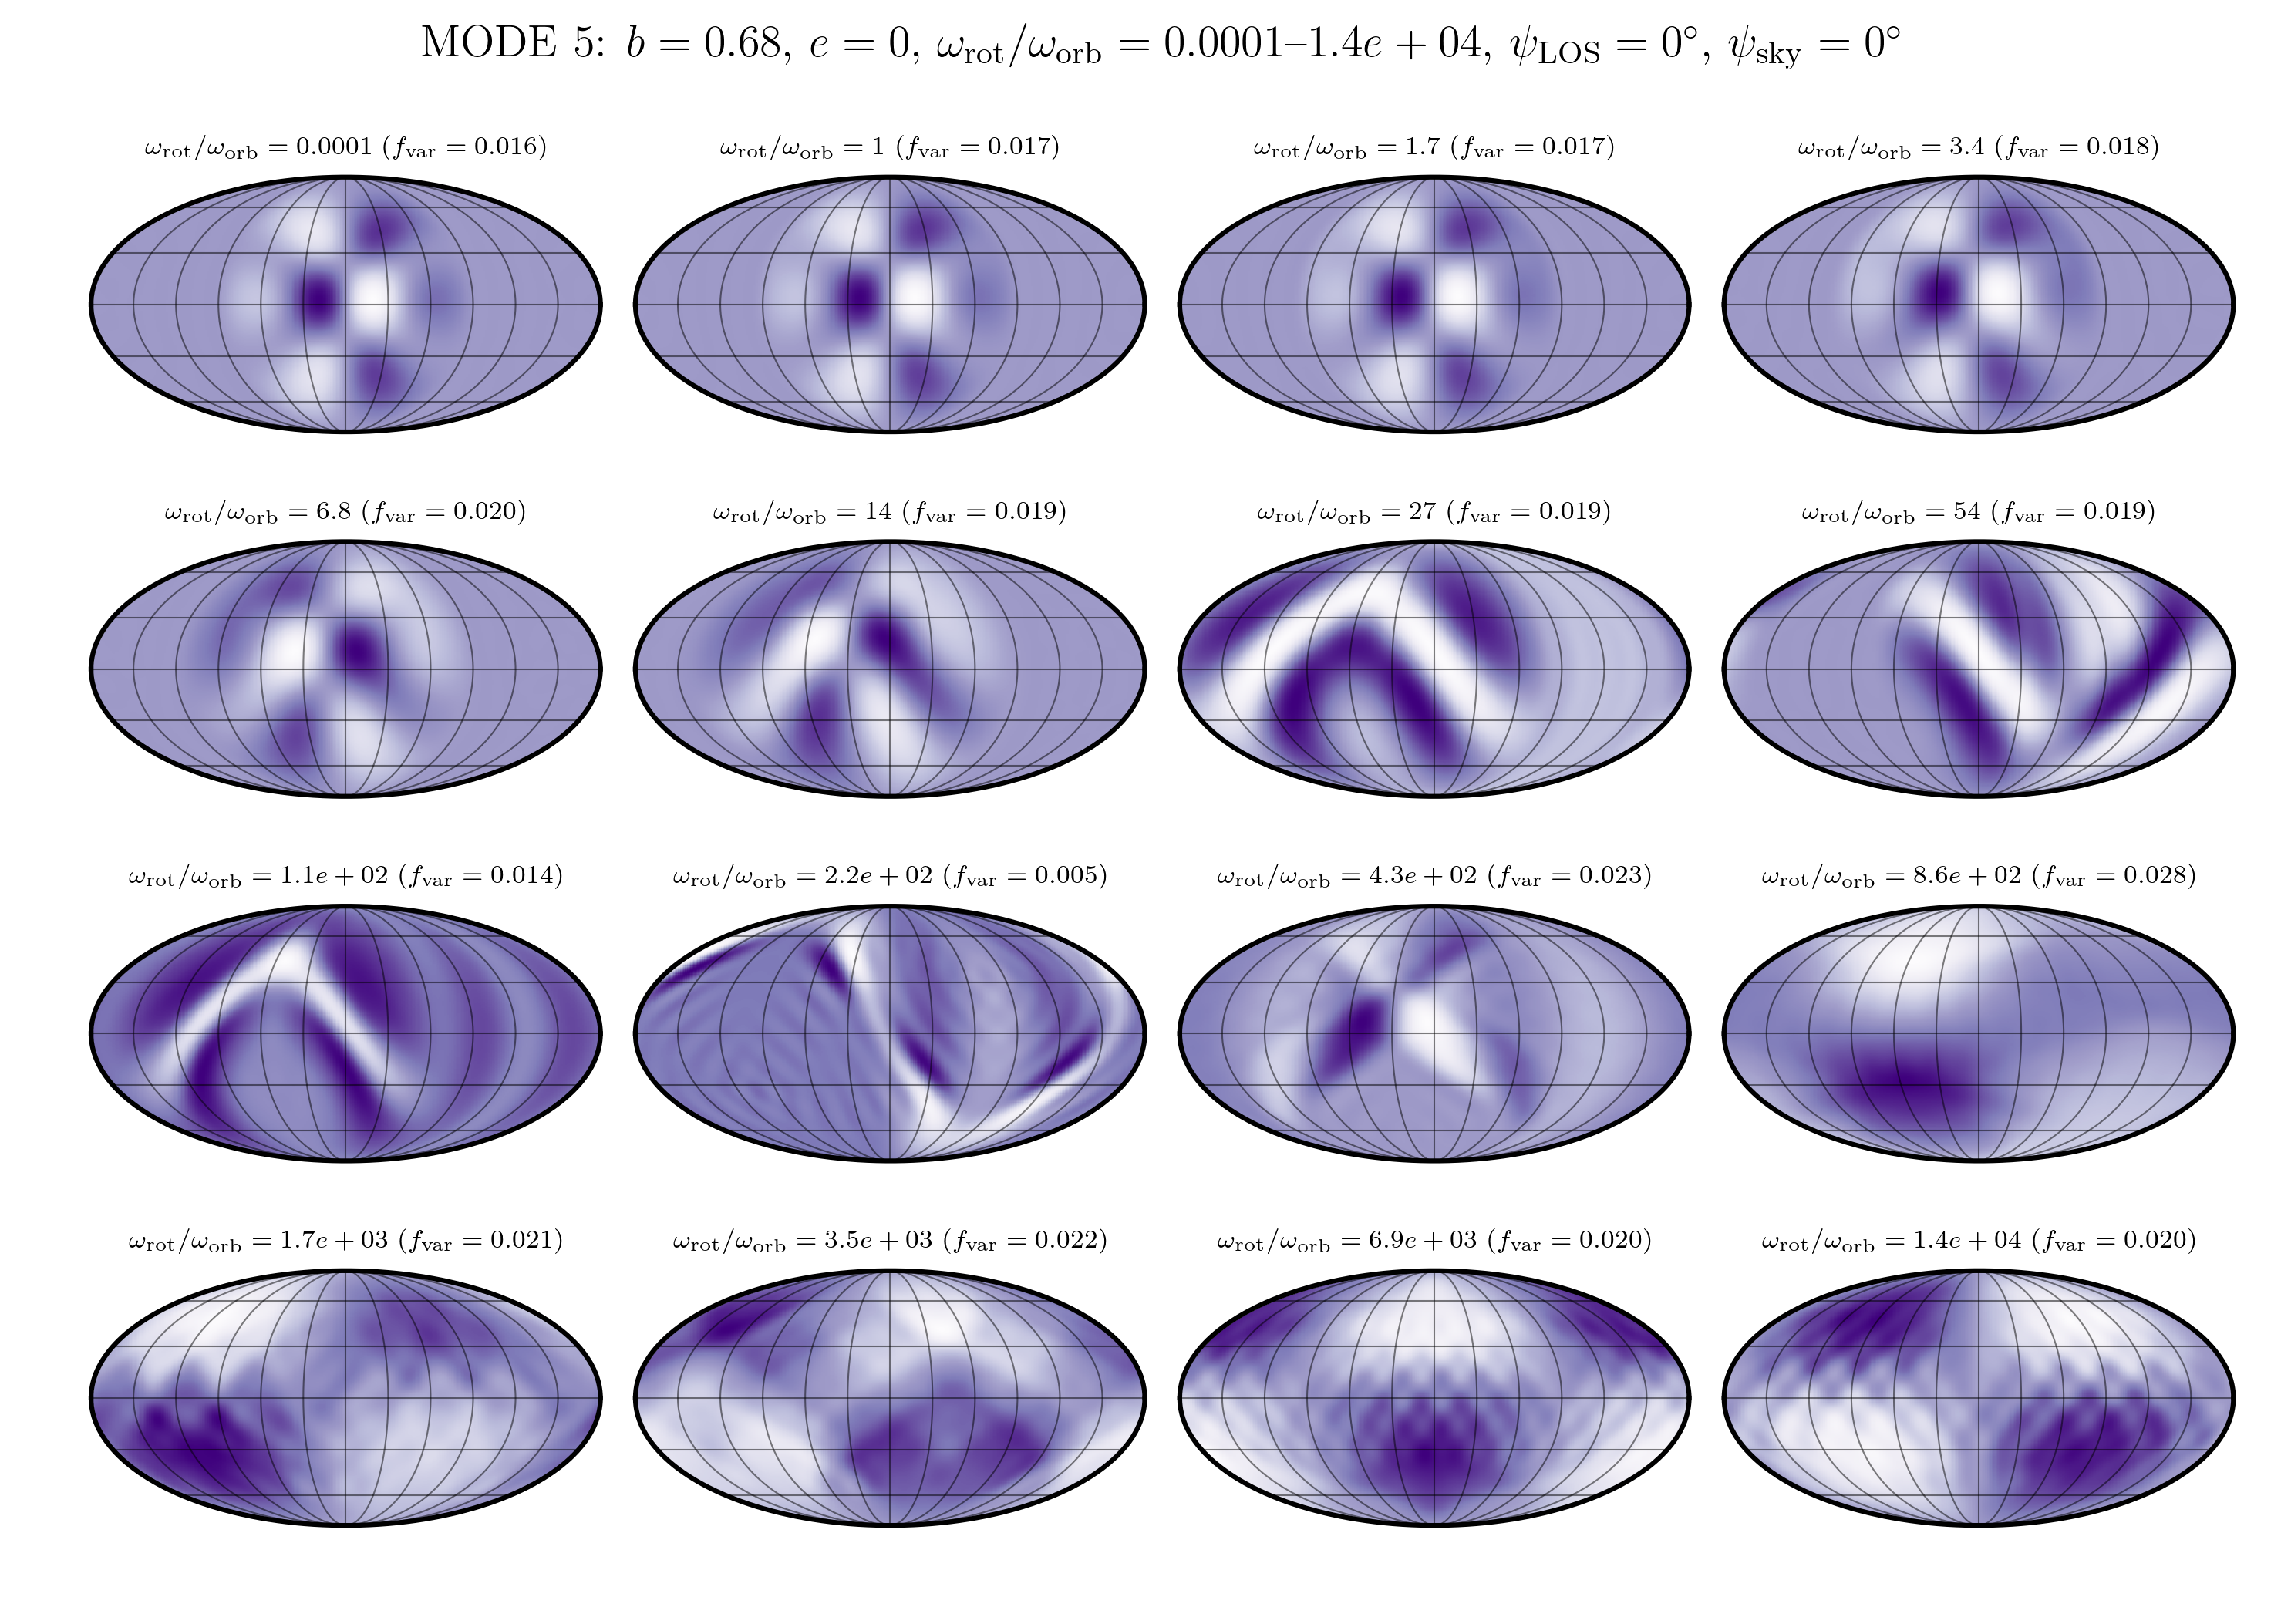 MODE 5: b = 0.68, e = 0, ω_rot/ω_orb = 0.0001–1.4e + 04, ψ_LOS = 0°, ψ_sky = 0°
ω_rot/ω_orb = 0.0001 (f_var = 0.016)
ω_rot/ω_orb = 1 (f_var = 0.017)
ω_rot/ω_orb = 1.7 (f_var = 0.017)
ω_rot/ω_orb = 3.4 (f_var = 0.018)
ω_rot/ω_orb = 6.8 (f_var = 0.020)
ω_rot/ω_orb = 14 (f_var = 0.019)
ω_rot/ω_orb = 27 (f_var = 0.019)
ω_rot/ω_orb = 54 (f_var = 0.019)
ω_rot/ω_orb = 1.1e + 02 (f_var = 0.014)
ω_rot/ω_orb = 2.2e + 02 (f_var = 0.005)
ω_rot/ω_orb = 4.3e + 02 (f_var = 0.023)
ω_rot/ω_orb = 8.6e + 02 (f_var = 0.028)
ω_rot/ω_orb = 1.7e + 03 (f_var = 0.021)
ω_rot/ω_orb = 3.5e + 03 (f_var = 0.022)
ω_rot/ω_orb = 6.9e + 03 (f_var = 0.020)
ω_rot/ω_orb = 1.4e + 04 (f_var = 0.020)